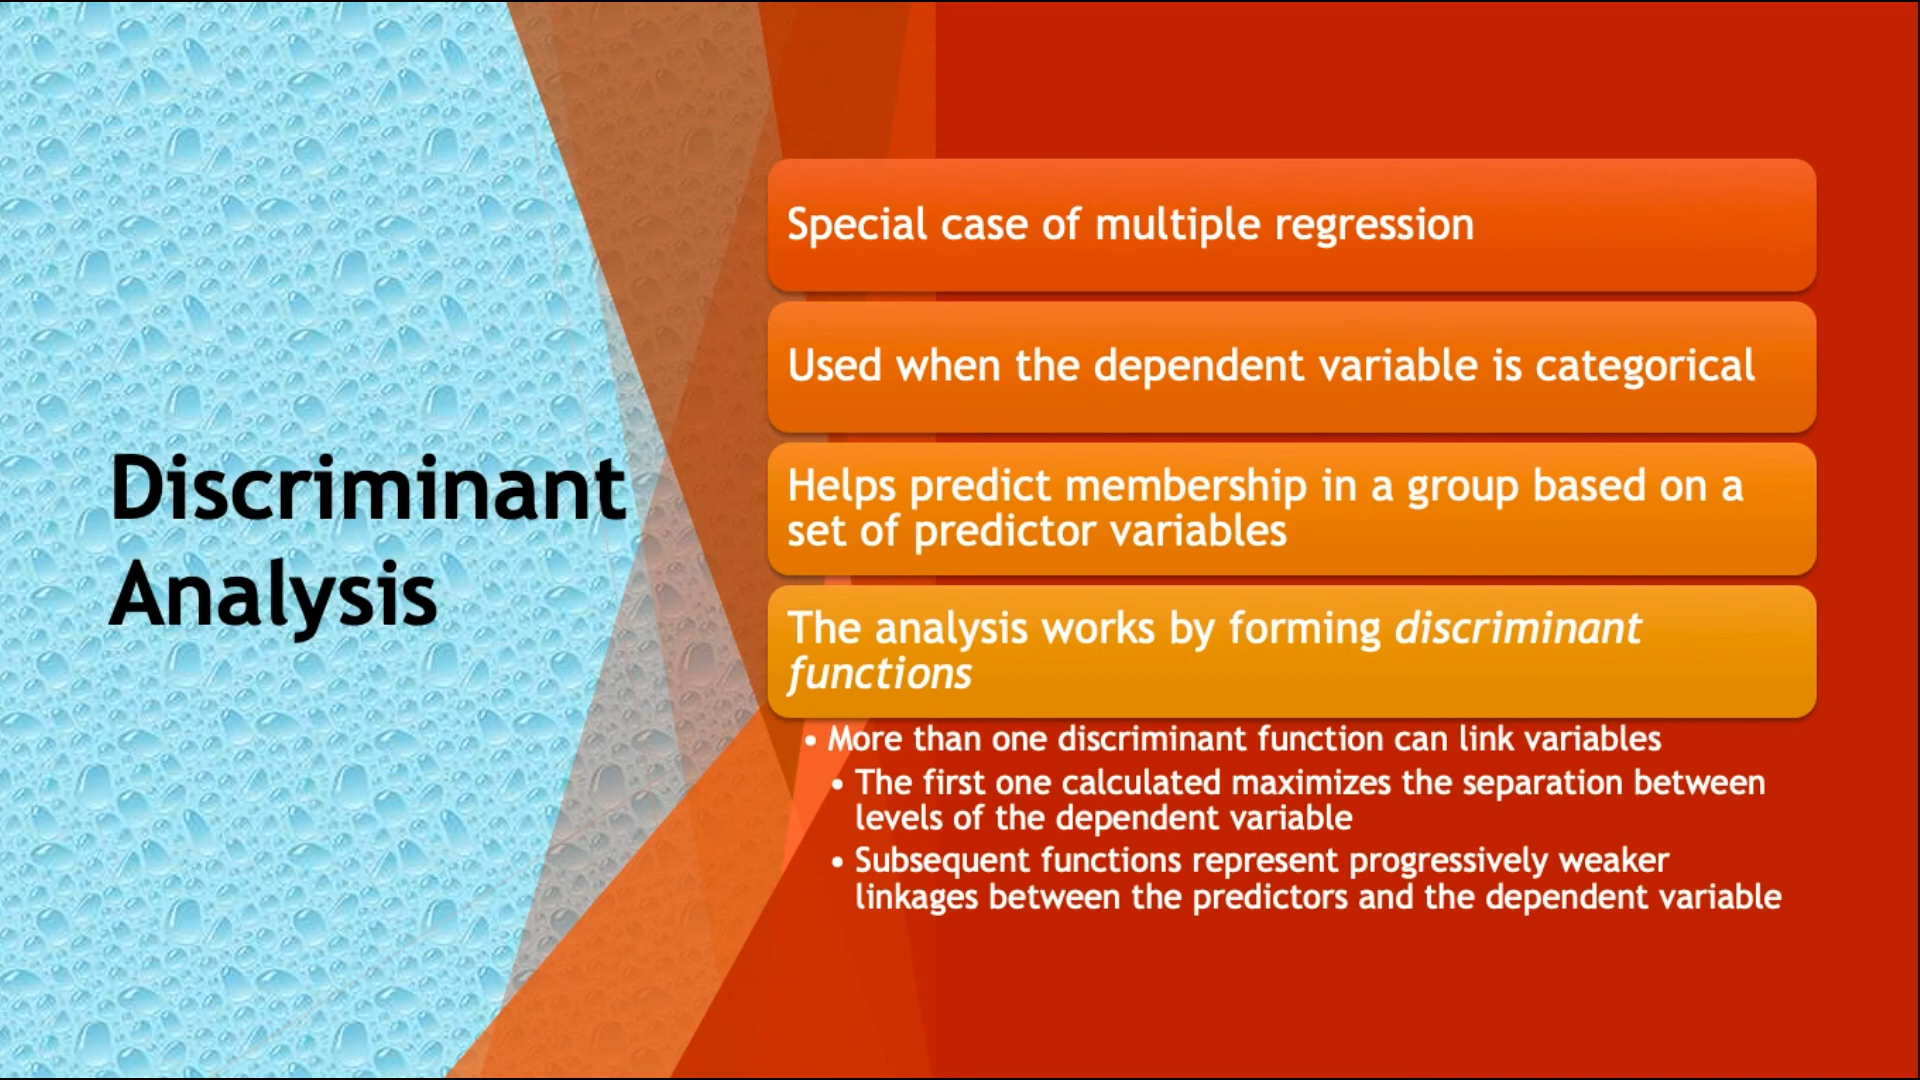 Discriminant
Analysis
Special case of multiple regression
Used when the dependent variable is categorical
Helps predict membership in a group based on a
set of predictor variables
The analysis works by forming discriminant
functions
• More than one discriminant function can link variables
• The first one calculated maximizes the separation between
levels of the dependent variable
• Subsequent functions represent progressively weaker
linkages between the predictors and the dependent variable